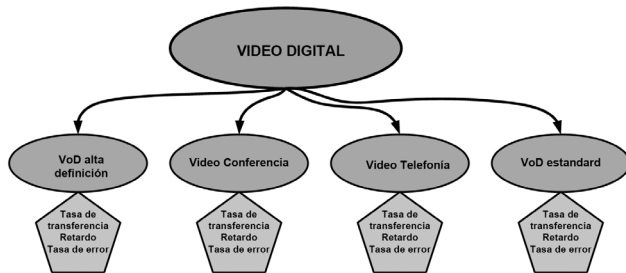 VIDEO DIGITAL
VoD alta
definición
Video Conferencia
Video Telefonía
VoD estandard
Tasa de
transferencia
Retardo
Tasa de error
Tasa de
transferencia
Retardo
Tasa de error
Tasa de
transferencia
Retardo
Tasa de error
Tasa de
transferencia
Retardo
Tasa de error